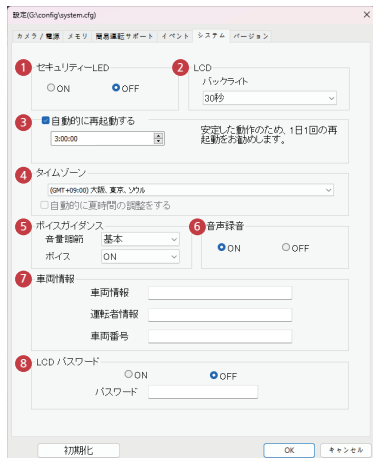 設定(G:\config\system.cfg)
カメラ / 電源 メモリ 簡易運転サポート イベント システム バージョン
1 セキュリティーLED 2 LCD
ON OFF バックライト
30秒
3 自動的に再起動する
3:00:00 安定した動作のため、1日1回の再
起動をお勧めします。
4 タイムゾーン
(GMT+09:00) 大阪、東京、ソウル
自動的に夏時間の調整をする
5 ボイスガイダンス 6 音声録音
音量調節 基本 ON OFF
ボイス ON
7 車両情報
車両情報
運転者情報
車両番号
8 LCD パスワード
ON OFF
パスワード
初期化 OK キャンセル